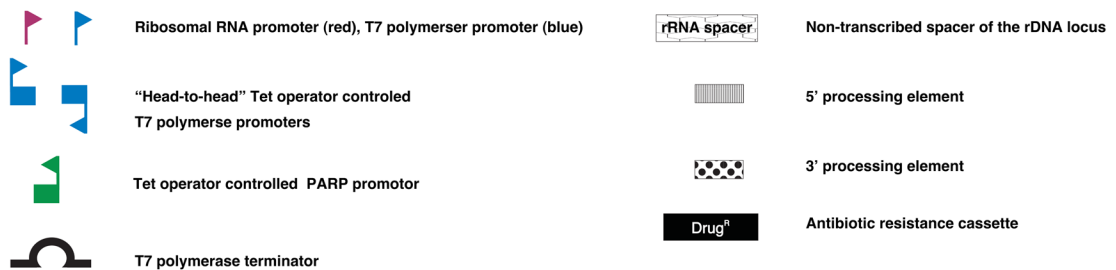 Ribosomal RNA promoter (red), T7 polymerser promoter (blue)
“Head-to-head” Tet operator controled
T7 polymerse promoters
Tet operator controlled PARP promotor
T7 polymerase terminator
rRNA spacer
Non-transcribed spacer of the rDNA locus
5’ processing element
3’ processing element
Drug^R
Antibiotic resistance cassette